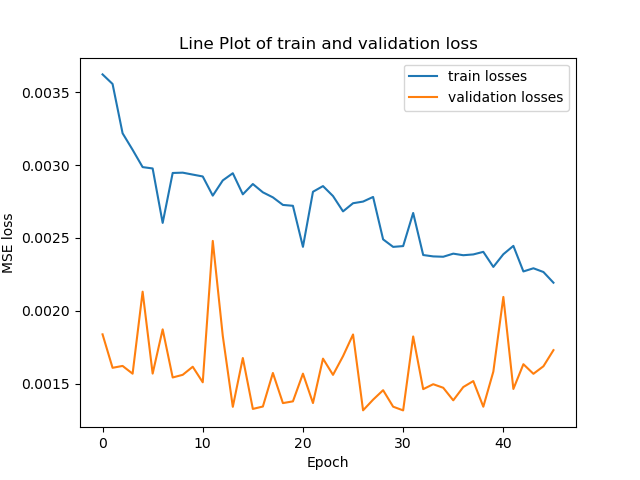 Line Plot of train and validation loss
train losses
validation losses
0.0035
0.0030
0.0025
0.0020
0.0015
MSE loss
0
10
20
30
40
Epoch